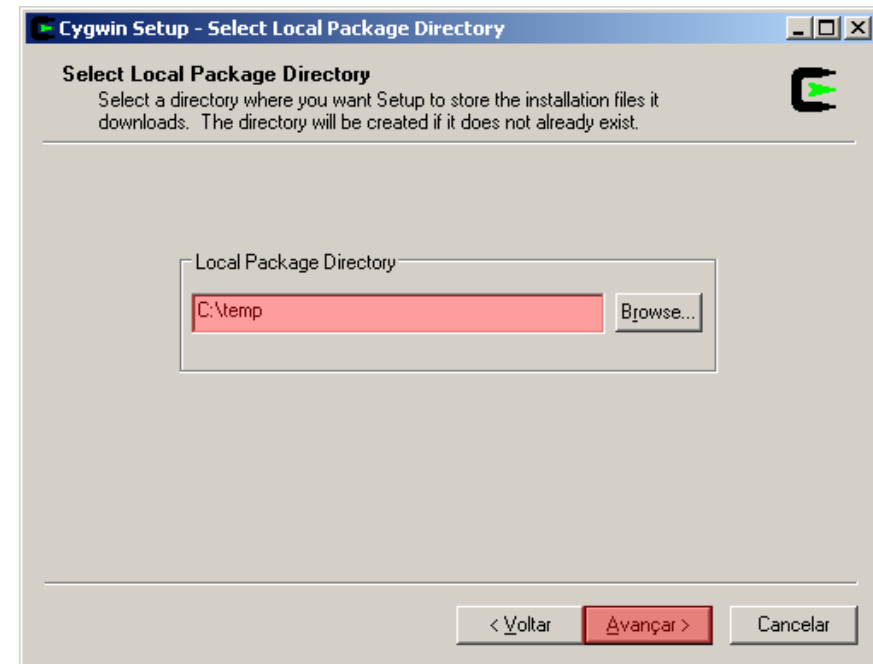 Cygwin Setup - Select Local Package Directory
Select Local Package Directory
Select a directory where you want Setup to store the installation files it
downloads. The directory will be created if it does not already exist.
Local Package Directory
C:\temp
Browse...
< Voltar
Avançar >
Cancelar